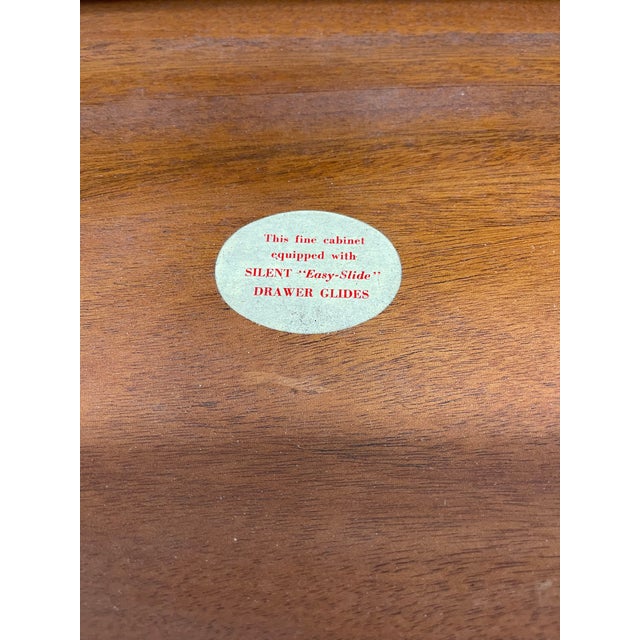 This fine cabinet
equipped with
SILENT "Easy-Slide"
DRAWER GLIDES